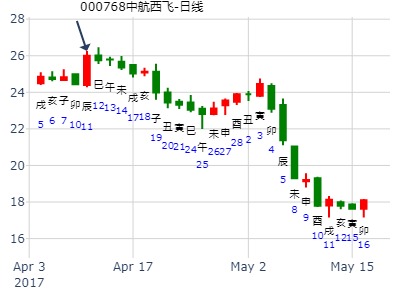 000768中航西飞-日线
28
26
24
22
20
18
16
戌 亥 子 卯 辰 巳 午 未 戌 亥 子 丑 寅 巳 午 未 申 酉 丑 寅 卯 辰 未 申 酉 戌 亥 寅 卯
5 6 7 10 11 12 13 14 17 18 19 20 21 24 25 26 27 28 2 3 4 5 8 9 10 11 12 15 16
Apr 3 Apr 17 May 2 May 15
2017